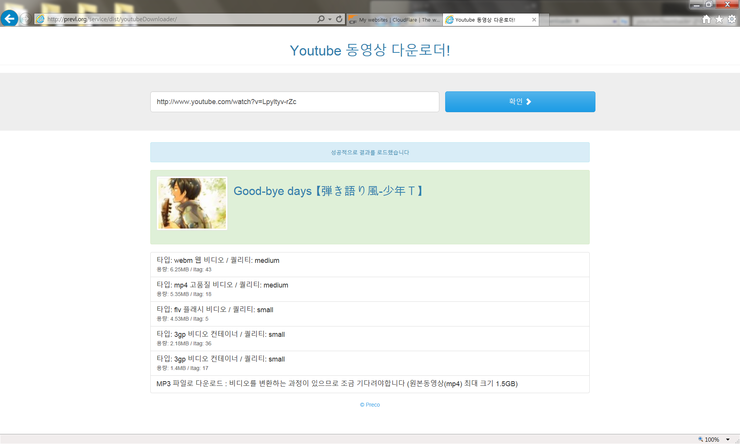 http://prevl.org/service/dist/youtubeDownloader/
My websites | Cloudflare | The w...
Youtube 동영상 다운로더!
Youtube 동영상 다운로더!
http://www.youtube.com/watch?v=Lpyltyv-rZc
확인
성공적으로 결과를 로드했습니다
Good-bye days【弾き語り風-少年Ｔ】
타입: webm 웹 비디오 / 퀄리티: medium
용량: 6.25MB / Itag: 43
타입: mp4 고품질 비디오 / 퀄리티: medium
용량: 5.35MB / Itag: 18
타입: flv 플래시 비디오 / 퀄리티: small
용량: 4.53MB / Itag: 5
타입: 3gp 비디오 컨테이너 / 퀄리티: small
용량: 2.16MB / Itag: 36
타입: 3gp 비디오 컨테이너 / 퀄리티: small
용량: 1.4MB / Itag: 17
MP3 파일로 다운로드 : 비디오를 변환하는 과정이 있으므로 조금 기다려야합니다 (원본동영상(mp4) 최대 크기 1.5GB)
© Preco
100%